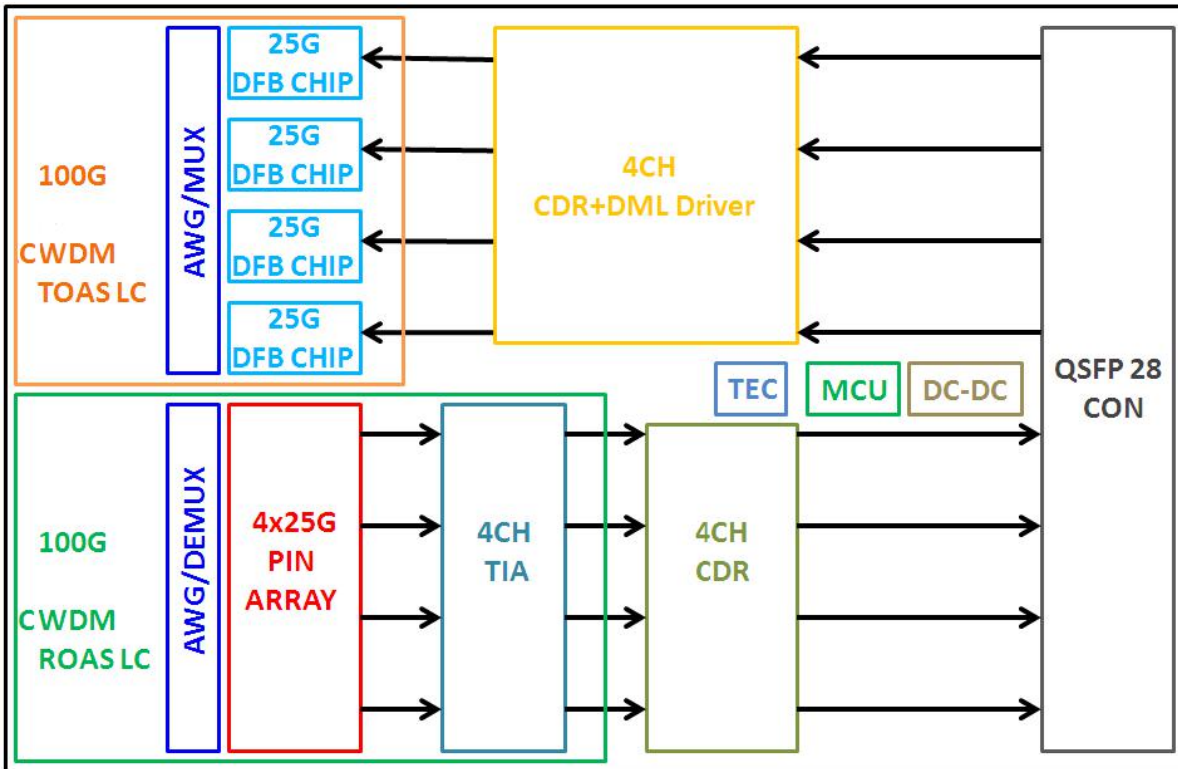 100G
CWDM
TOAS LC
AWG/MUX
25G
DFB CHIP
25G
DFB CHIP
25G
DFB CHIP
25G
DFB CHIP
4CH
CDR+DML Driver
QSFP 28
CON
TEC
MCU
DC-DC
100G
CWDM
ROAS LC
AWG/DEMUX
4x25G
PIN
ARRAY
4CH
TIA
4CH
CDR